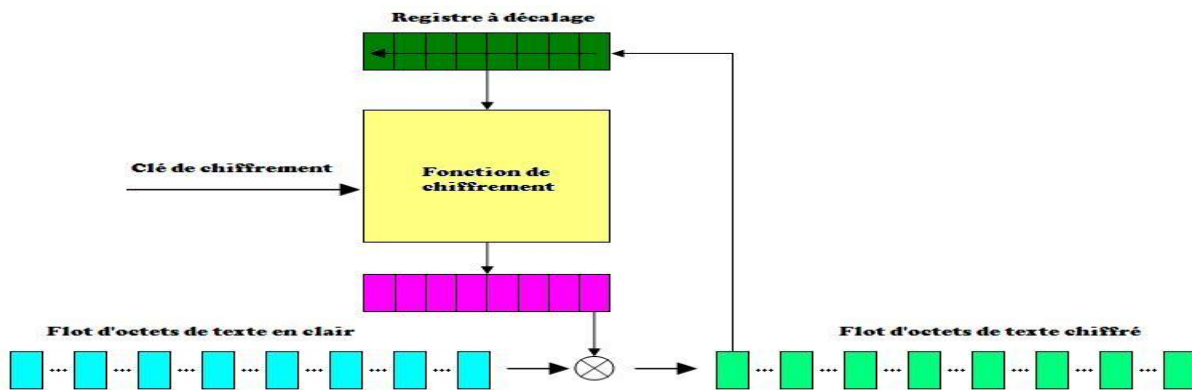 Registre à décalage
Clé de chiffrement
Fonction de
chiffrement
Flot d'octets de texte en clair
Flot d'octets de texte chiffré